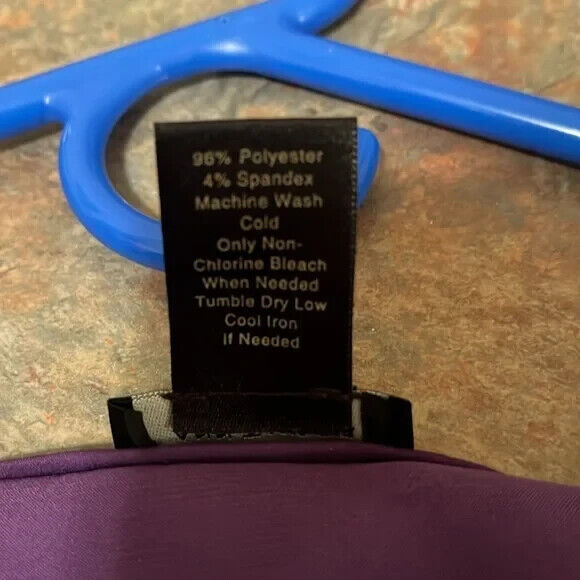 96% Polyester
4% Spandex
Machine Wash
Cold
Only Non-
Chlorine Bleach
When Needed
Tumble Dry Low
Cool Iron
If Needed